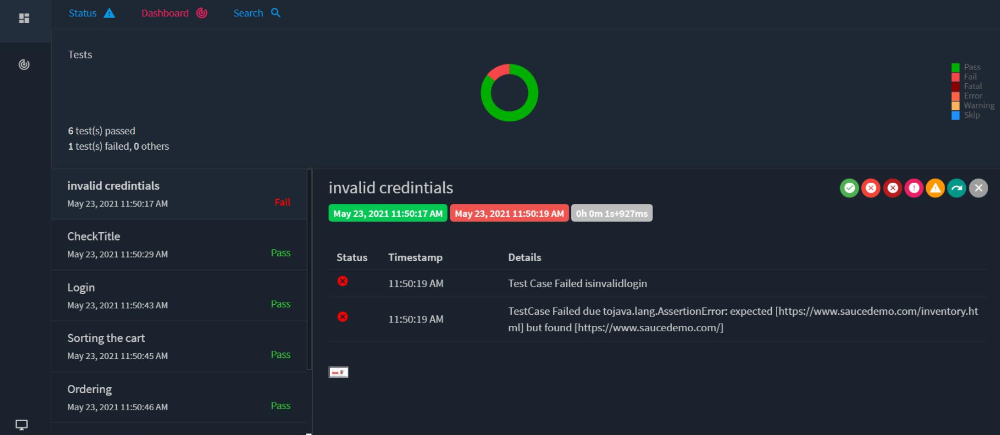 Status
Dashboard
Search
Tests
6 test(s) passed
1 test(s) failed, 0 others
Pass
Fail
Fatal
Error
Warning
Skip
invalid credintials
May 23, 2021 11:50:17 AM
Fail
CheckTitle
May 23, 2021 11:50:29 AM
Pass
Login
May 23, 2021 11:50:43 AM
Pass
Sorting the cart
May 23, 2021 11:50:45 AM
Pass
Ordering
May 23, 2021 11:50:46 AM
Pass
invalid credintials
May 23, 2021 11:50:17 AM May 23, 2021 11:50:19 AM 0h 0m 1s+927ms
Status Timestamp Details
11:50:19 AM Test Case Failed isinvalidlogin
11:50:19 AM TestCase Failed due tojava.lang.AssertionError: expected [https://www.saucedemo.com/inventory.ht
ml] but found [https://www.saucedemo.com/]